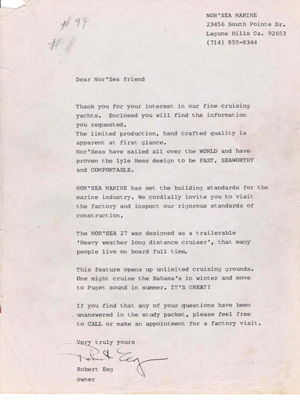 NOR'SEA MARINE
23456 South Pointe Dr.
Laguna Hills Ca. 92653
(714) 855-8344
Dear Nor'Sea friend
Thank you for your interest in our fine cruising
yachts. Enclosed you will find the information
you requested.
The limited production, hand crafted quality is
apparent at first glance.
Nor'Seas have sailed all over the WORLD and have
proven the Lyle Hess design to be FAST, SEAWORTHY
and COMFORTABLE.
NOR'SEA MARINE has set the building standards for the
marine industry. We cordially invite you to visit
the factory and inspect our rigorous standards of
construction.
The NOR'SEA 27 was designed as a trailerable
'Heavy weather long distance cruiser', that many
people live on board full time.
This feature opens up unlimited cruising grounds.
One might cruise the Bahama's in winter and move
to Puget sound in summer. IT'S GREAT!
If you find that any of your questions have been
unanswered in the study packet, please feel free
to CALL or make an appointment for a factory visit.
Very truly yours
Robert Eeg
Robert Eeg
owner